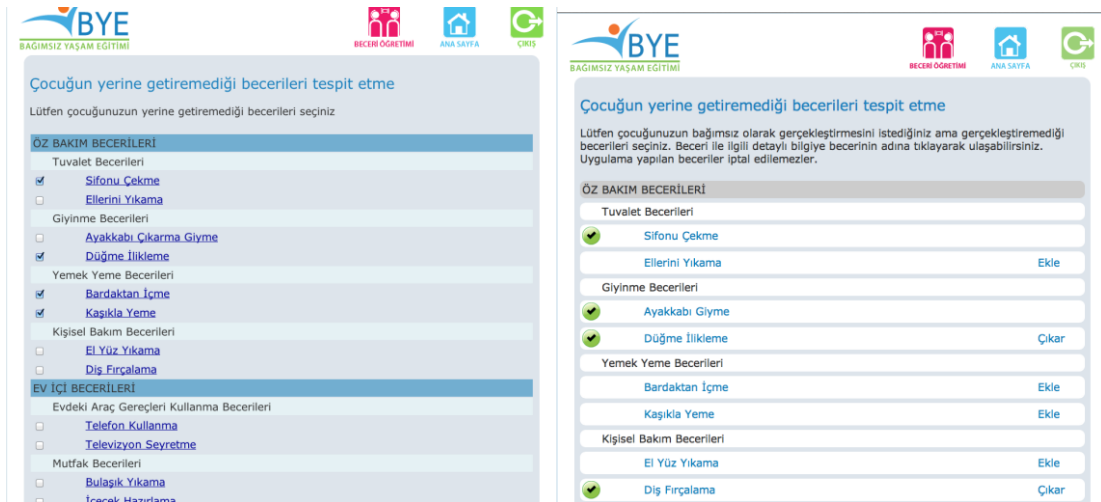 BYE
BAĞIMSIZ YAŞAM EĞİTİMİ
BECERİ ÖĞRETİMİ
ANA SAYFA
ÇIKIŞ
Çocuğun yerine getiremediği becerileri tespit etme
Lütfen çocuğunuzun yerine getiremediği becerileri seçiniz
ÖZ BAKIM BECERİLERİ
Tuvalet Becerileri
Sifonu Çekme
Ellerini Yıkama
Giyinme Becerileri
Ayakkabı Çıkarma Giyme
Düğme İlikleme
Yemek Yeme Becerileri
Bardaktan İçme
Kaşıkla Yeme
Kişisel Bakım Becerileri
El Yüz Yıkama
Diş Fırçalama
EV İÇİ BECERİLERİ
Evdeki Araç Gereçleri Kullanma Becerileri
Telefon Kullanma
Televizyon Seyretme
Mutfak Becerileri
Bulaşık Yıkama
İçecek Hazırlama
BYE
BAĞIMSIZ YAŞAM EĞİTİMİ
BECERİ ÖĞRETİMİ
ANA SAYFA
ÇIKIŞ
Çocuğun yerine getiremediği becerileri tespit etme
Lütfen çocuğunuzun bağımsız olarak gerçekleştirmesini istediğiniz ama gerçekleştiremediği
becerileri seçiniz. Beceri ile ilgili detaylı bilgiye becerinin adına tıklayarak ulaşabilirsiniz.
Uygulama yapılan beceriler iptal edilemezler.
ÖZ BAKIM BECERİLERİ
Tuvalet Becerileri
Sifonu Çekme
Ellerini Yıkama Ekle
Giyinme Becerileri
Ayakkabı Giyme
Düğme İlikleme Çıkar
Yemek Yeme Becerileri
Bardaktan İçme Ekle
Kaşıkla Yeme Ekle
Kişisel Bakım Becerileri
El Yüz Yıkama Ekle
Diş Fırçalama Çıkar